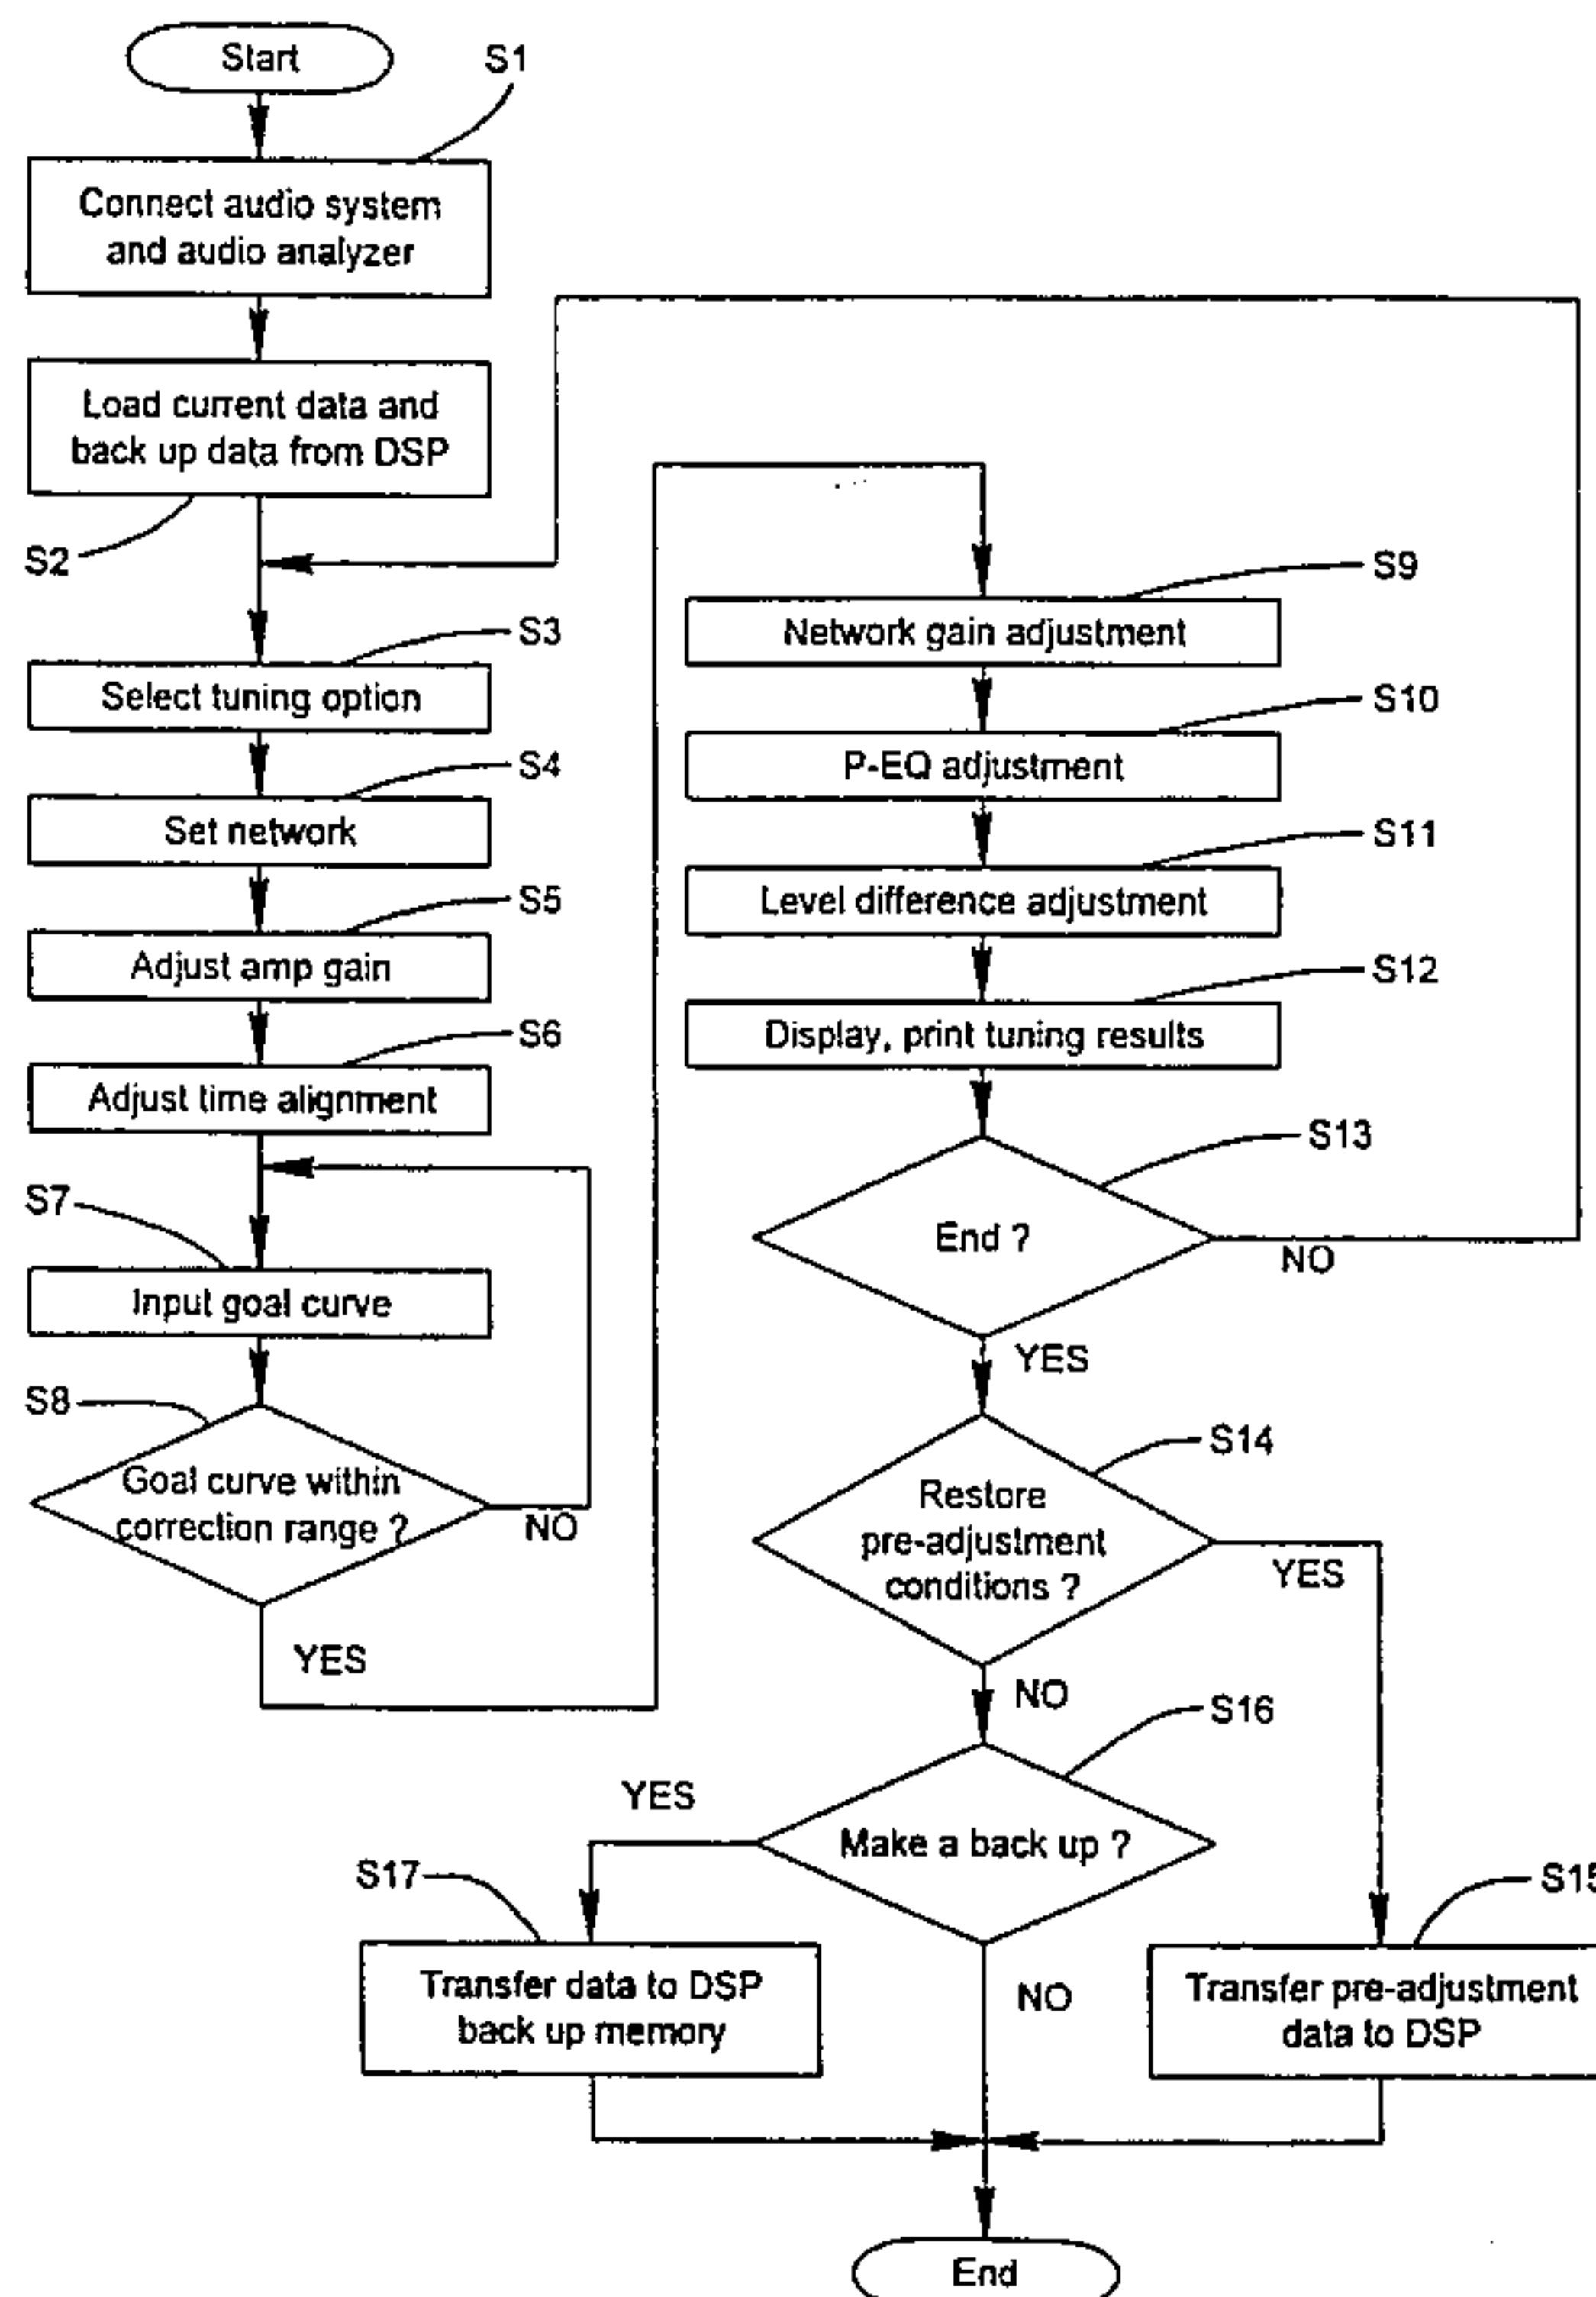 Start
S1
Connect audio system
and audio analyzer
Load current data and
back up data from DSP
S2
S3
Select tuning option
S4
Set network
S5
Adjust amp gain
S6
Adjust time alignment
S7
Input goal curve
S8
Goal curve within
correction range ?
NO
YES
S9
Network gain adjustment
S10
P-EQ adjustment
S11
Level difference adjustment
S12
Display, print tuning results
S13
End ?
NO
YES
S14
Restore
pre-adjustment
conditions ?
YES
NO
S16
Make a back up ?
YES
NO
S17
Transfer data to DSP
back up memory
S15
Transfer pre-adjustment
data to DSP
End